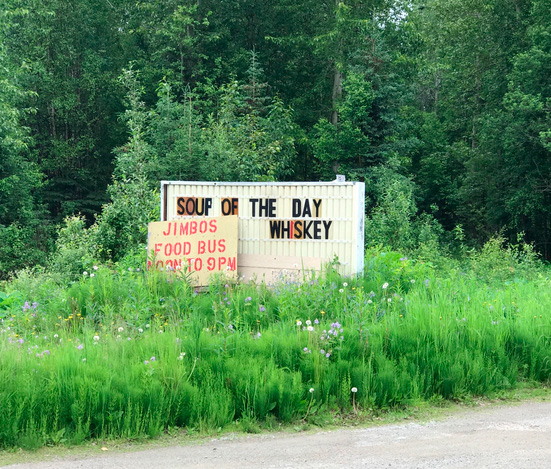 SOUP OF THE DAY
WHISKEY
JIMBOS
FOOD BUS
NOON TO 9PM